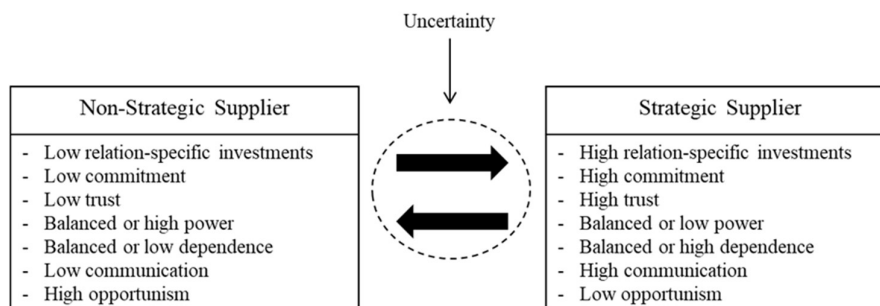 Uncertainty
Non-Strategic Supplier
- Low relation-specific investments
- Low commitment
- Low trust
- Balanced or high power
- Balanced or low dependence
- Low communication
- High opportunism
Strategic Supplier
- High relation-specific investments
- High commitment
- High trust
- Balanced or low power
- Balanced or high dependence
- High communication
- Low opportunism